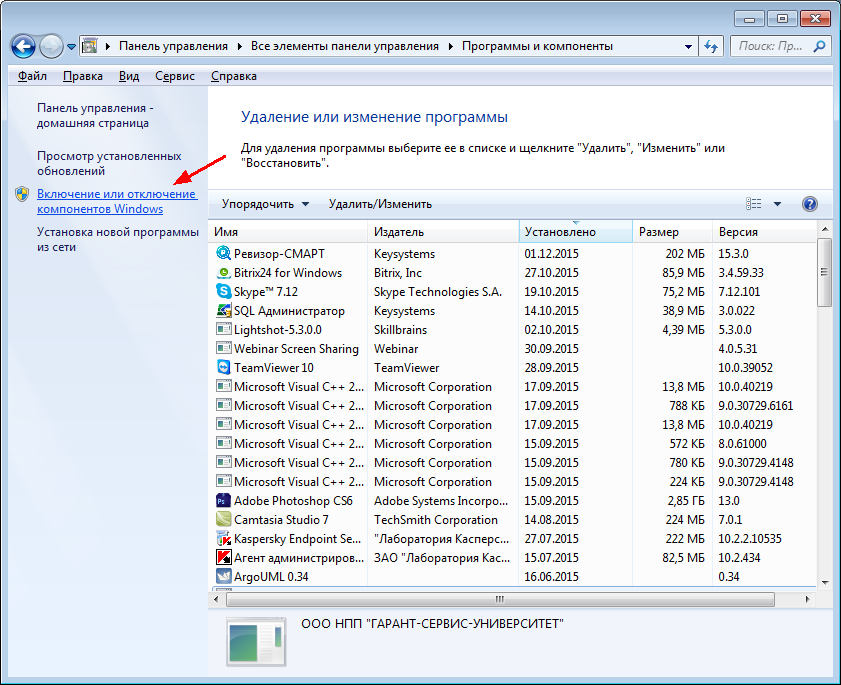 Панель управления
Все элементы панели управления
Программы и компоненты
Поиск: Пр...
Файл Правка Вид Сервис Справка
Панель управления -
домашняя страница
Просмотр установленных
обновлений
Включение или отключение
компонентов Windows
Установка новой программы
из сети
Удаление или изменение программы
Для удаления программы выберите ее в списке и щелкните "Удалить", "Изменить" или
"Восстановить".
Упорядочить Удалить/Изменить
Имя Издатель Установлено Размер Версия
Ревизор-СМАРТ Keysystems 01.12.2015 202 МБ 15.3.0
Bitrix24 for Windows Bitrix, Inc 27.10.2015 85,9 МБ 3.4.59.33
Skype™ 7.12 Skype Technologies S.A. 19.10.2015 75,2 МБ 7.12.101
SQL Администратор Keysystems 14.10.2015 38,9 МБ 3.0.022
Lightshot-5.3.0.0 Skillbrains 02.10.2015 4,39 МБ 5.3.0.0
Webinar Screen Sharing Webinar 30.09.2015 4.0.5.31
TeamViewer 10 TeamViewer 28.09.2015 10.0.39052
Microsoft Visual C++ 2... Microsoft Corporation 17.09.2015 13,8 МБ 10.0.40219
Microsoft Visual C++ 2... Microsoft Corporation 17.09.2015 788 КБ 9.0.30729.6161
Microsoft Visual C++ 2... Microsoft Corporation 17.09.2015 13,8 МБ 10.0.40219
Microsoft Visual C++ 2... Microsoft Corporation 15.09.2015 572 КБ 8.0.61000
Microsoft Visual C++ 2... Microsoft Corporation 15.09.2015 780 КБ 9.0.30729.4148
Microsoft Visual C++ 2... Microsoft Corporation 15.09.2015 224 КБ 9.0.30729.4148
Adobe Photoshop CS6 Adobe Systems Incorpo... 15.09.2015 2,85 ГБ 13.0
Camtasia Studio 7 TechSmith Corporation 14.08.2015 224 МБ 7.0.1
Kaspersky Endpoint Se... "Лаборатория Касперс... 27.07.2015 222 МБ 10.2.2.10535
Агент администриров... ЗАО "Лаборатория Кас... 15.07.2015 82,5 МБ 10.2.434
ArgoUML 0.34 16.06.2015 0.34
ООО НПП "ГАРАНТ-СЕРВИС-УНИВЕРСИТЕТ"